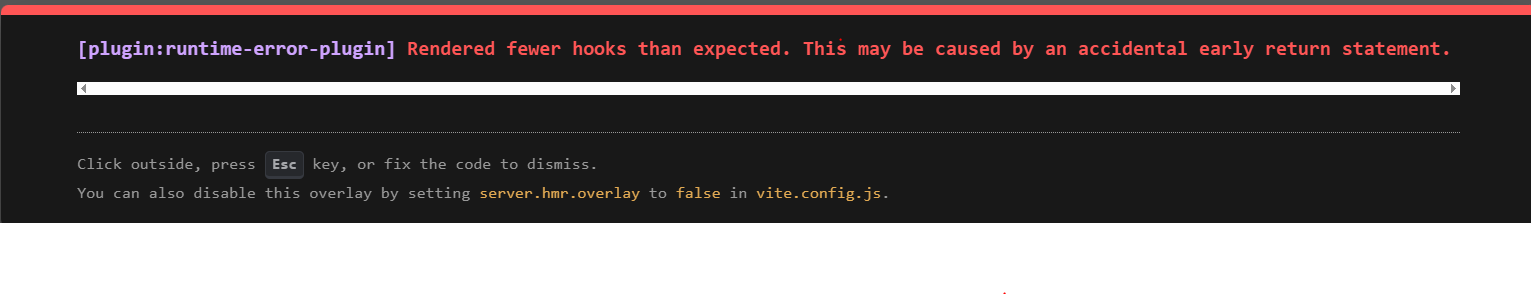 [plugin:runtime-error-plugin] Rendered fewer hooks than expected. This may be caused by an accidental early return statement.
Click outside, press Esc key, or fix the code to dismiss.
You can also disable this overlay by setting server.hmr.overlay to false in vite.config.js.